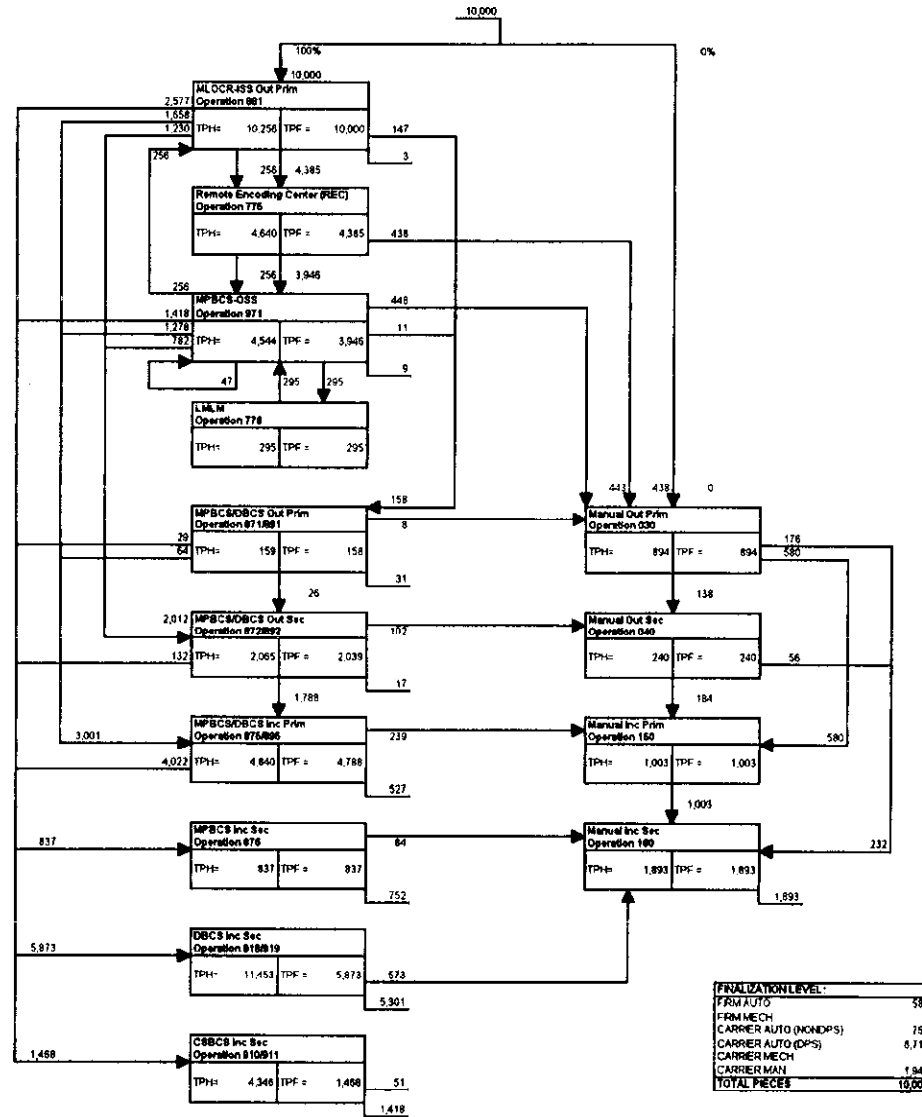 10,000
100%
0%
10,000
MLOCR-ISS Out Prim
Operation 881
2,577
1,658
1,230
TPH= 10,256 TPF = 10,000
147
3
256
256
4,385
Remote Encoding Center (REC)
Operation 775
TPH= 4,640 TPF = 4,385
438
256
3,946
256
MPBCS-OSS
Operation 971
448
1,418
1,278
782
TPH= 4,544 TPF = 3,946
11
9
47
295
295
LMLM
Operation 776
TPH= 295 TPF = 295
158
443
438
0
MPBCS/DBCS Out Prim
Operation 871/891
8
Manual Out Prim
Operation 030
29
64
TPH= 159 TPF = 158
TPH= 894 TPF = 894
176
580
31
26
138
2,012
MPBCS/DBCS Out Sec
Operation 872/892
102
Manual Out Sec
Operation 040
132
TPH= 2,065 TPF = 2,039
TPH= 240 TPF = 240
56
17
1,788
184
MPBCS/DBCS Inc Prim
Operation 875/895
3,001
239
Manual Inc Prim
Operation 150
580
4,022
TPH= 4,840 TPF = 4,788
TPH= 1,003 TPF = 1,003
527
1,003
MPBCS Inc Sec
Operation 876
837
84
Manual Inc Sec
Operation 160
232
TPH= 837 TPF = 837
TPH= 1,893 TPF = 1,893
752
1,893
DBCS Inc Sec
Operation 918/919
5,873
TPH= 11,453 TPF = 5,873
573
5,301
CSBCS Inc Sec
Operation 910/911
1,468
TPH= 4,346 TPF = 1,468
51
1,418
FINALIZATION LEVEL:
FIRM AUTO 58
FIRM MECH
CARRIER AUTO (NONDPS) 75
CARRIER AUTO (DPS) 6,71
CARRIER MECH
CARRIER MAN 1,94
TOTAL PIECES 10,00